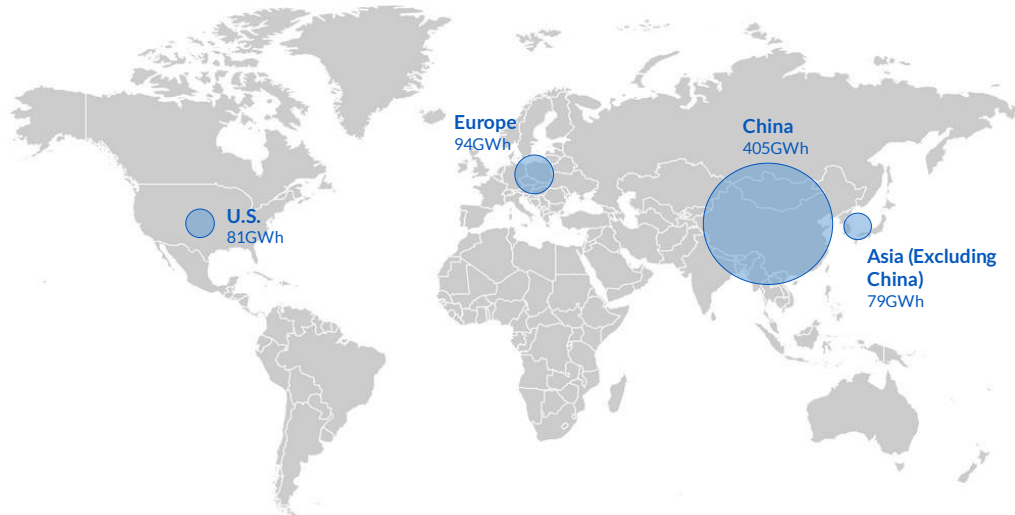 Europe
94GWh
China
405GWh
U.S.
81GWh
Asia (Excluding
China)
79GWh